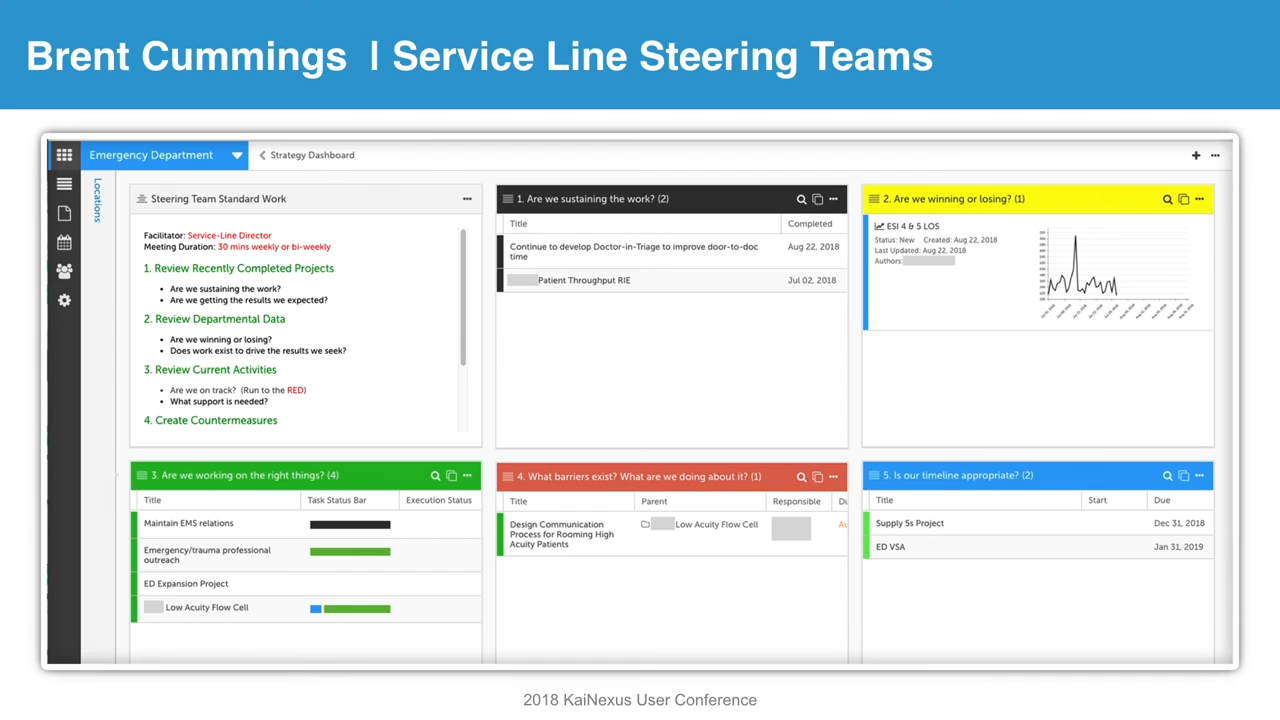 Brent Cummings | Service Line Steering Teams
Emergency Department
Strategy Dashboard
Locations
Steering Team Standard Work
Facilitator: Service-Line Director
Meeting Duration: 30 mins weekly or bi-weekly
1. Review Recently Completed Projects
• Are we sustaining the work?
• Are we getting the results we expected?
2. Review Departmental Data
• Are we winning or losing?
• Does work exist to drive the results we seek?
3. Review Current Activities
• Are we on track? (Run to the RED)
• What support is needed?
4. Create Countermeasures
1. Are we sustaining the work? (2)
Title Completed
Continue to develop Doctor-in-Triage to improve door-to-doc Aug 22, 2018
time
Patient Throughput RIE Jul 02, 2018
2. Are we winning or losing? (1)
ESI 4 & 5 LOS
Status: New Created: Aug 22, 2018
Last Updated: Aug 22, 2018
Authors:
3. Are we working on the right things? (4)
Title Task Status Bar Execution Status
Maintain EMS relations
Emergency/trauma professional
outreach
ED Expansion Project
Low Acuity Flow Cell
4. What barriers exist? What are we doing about it? (1)
Title Parent Responsible Du
Design Communication Low Acuity Flow Cell Au
Process for Rooming High
Acuity Patients
5. Is our timeline appropriate? (2)
Title Start Due
Supply 5s Project Dec 31, 2018
ED VSA Jan 31, 2019
2018 KaiNexus User Conference